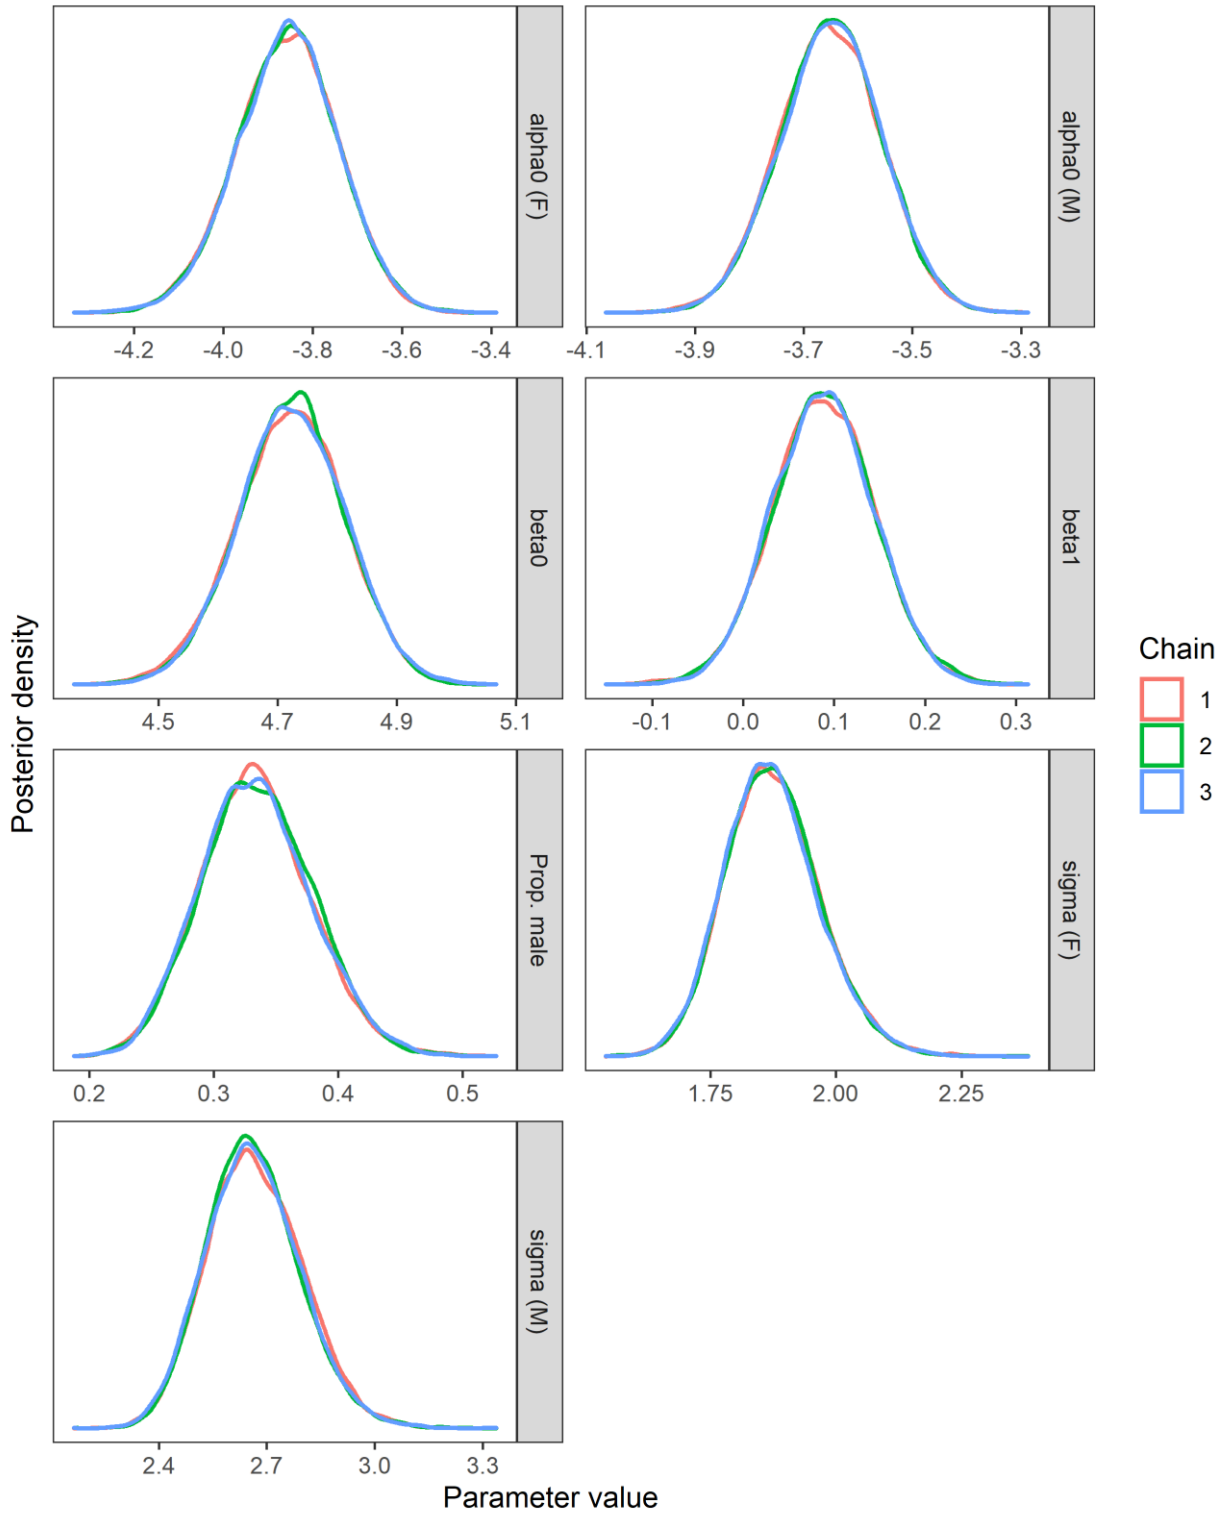 alpha0 (F)
-4.2 -4.0 -3.8 -3.6 -3.4
alpha0 (M)
-4.1 -3.9 -3.7 -3.5 -3.3
beta0
4.5 4.7 4.9 5.1
beta1
-0.1 0.0 0.1 0.2 0.3
Prop. male
0.2 0.3 0.4 0.5
sigma (F)
1.75 2.00 2.25
sigma (M)
2.4 2.7 3.0 3.3
Posterior density
Parameter value
Chain
1
2
3